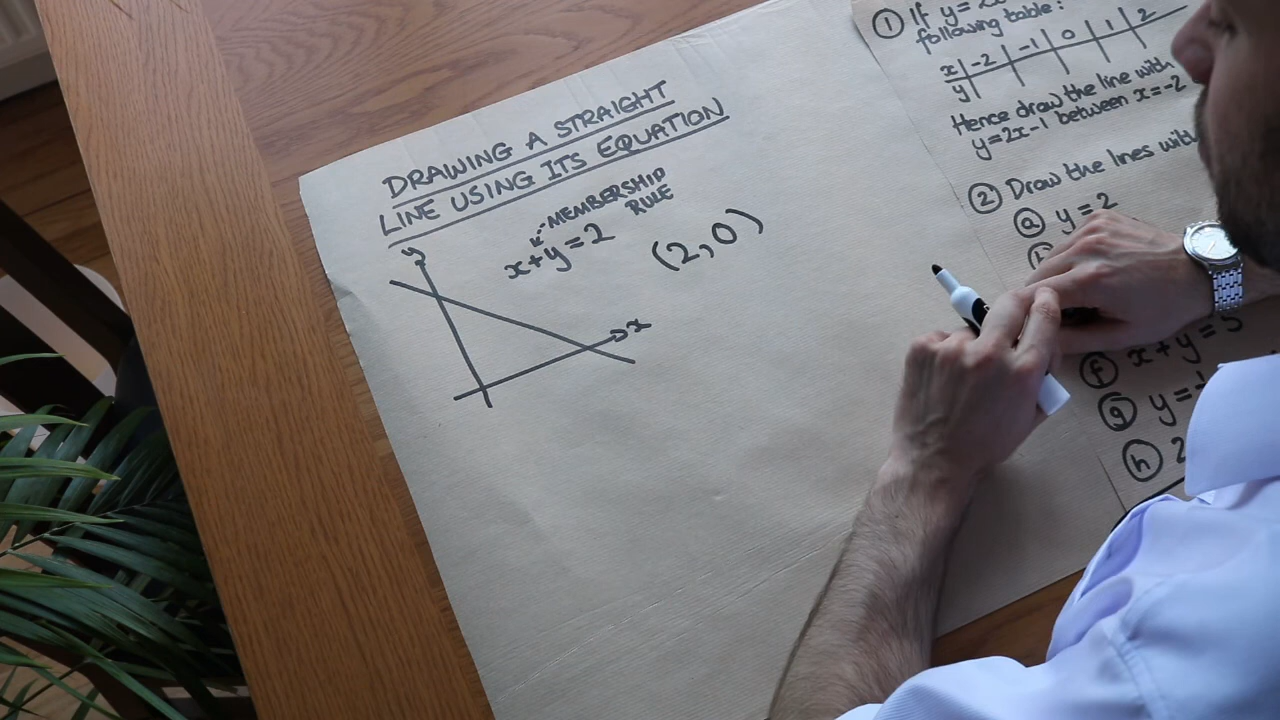 DRAWING A STRAIGHT
LINE USING ITS EQUATION
MEMBERSHIP
RULE
x+y=2
(2,0)
y
x
① If y=
following table:
x -2 -1 0 1 2
y
Hence draw the line with
y=2x-1 between x=-2
② Draw the lines with
ⓐ y=2
ⓕ x+y=5
ⓖ y=
ⓗ 2